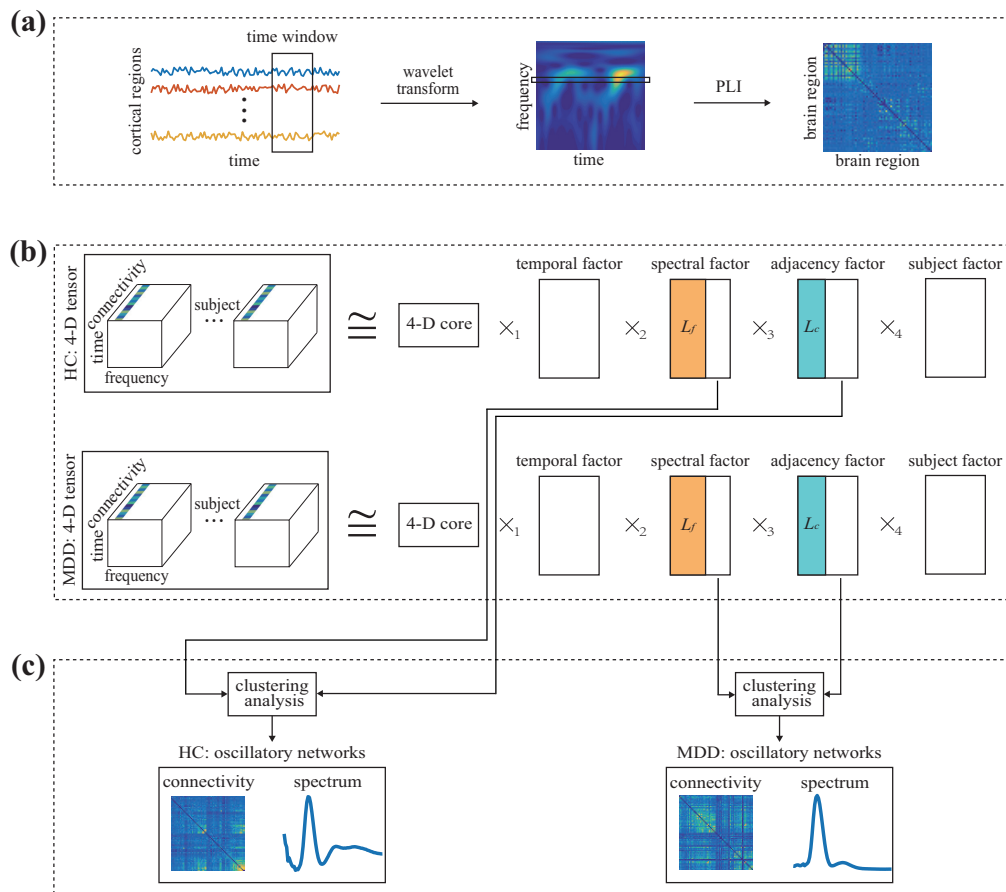 (a)
time window
cortical regions
time
wavelet
transform
frequency
time
PLI
brain region
brain region
(b)
HC: 4-D tensor
connectivity
time
subject
...
frequency
≅
4-D core
×1
temporal factor
×2
spectral factor
Lf
×3
adjacency factor
Lc
×4
subject factor
MDD: 4-D tensor
connectivity
time
subject
...
frequency
≅
4-D core
×1
temporal factor
×2
spectral factor
Lf
×3
adjacency factor
Lc
×4
subject factor
(c)
clustering
analysis
HC: oscillatory networks
connectivity
spectrum
clustering
analysis
MDD: oscillatory networks
connectivity
spectrum